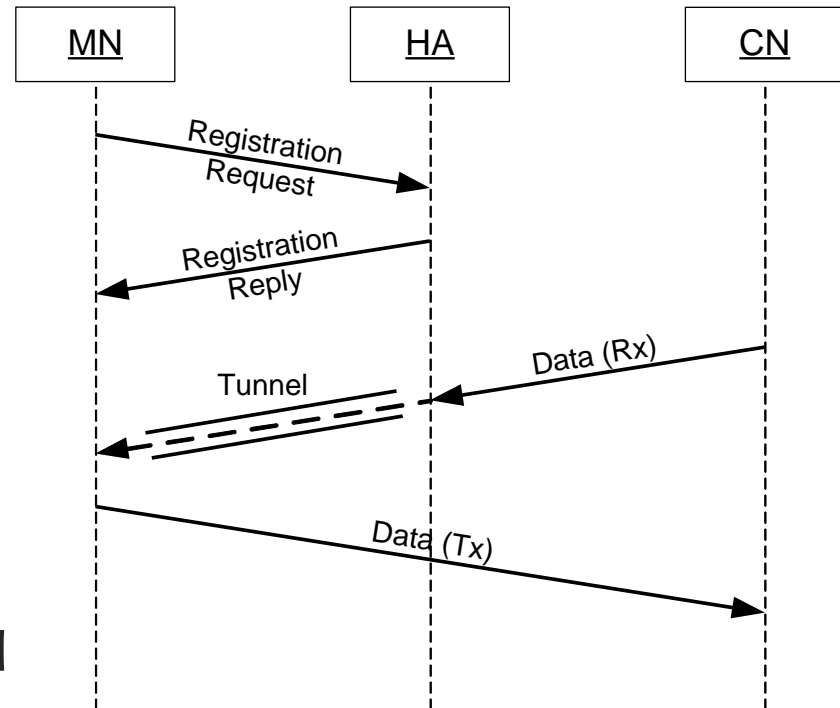 MN
HA
CN
Registration
Request
Registration
Reply
Data (Rx)
Tunnel
Data (Tx)